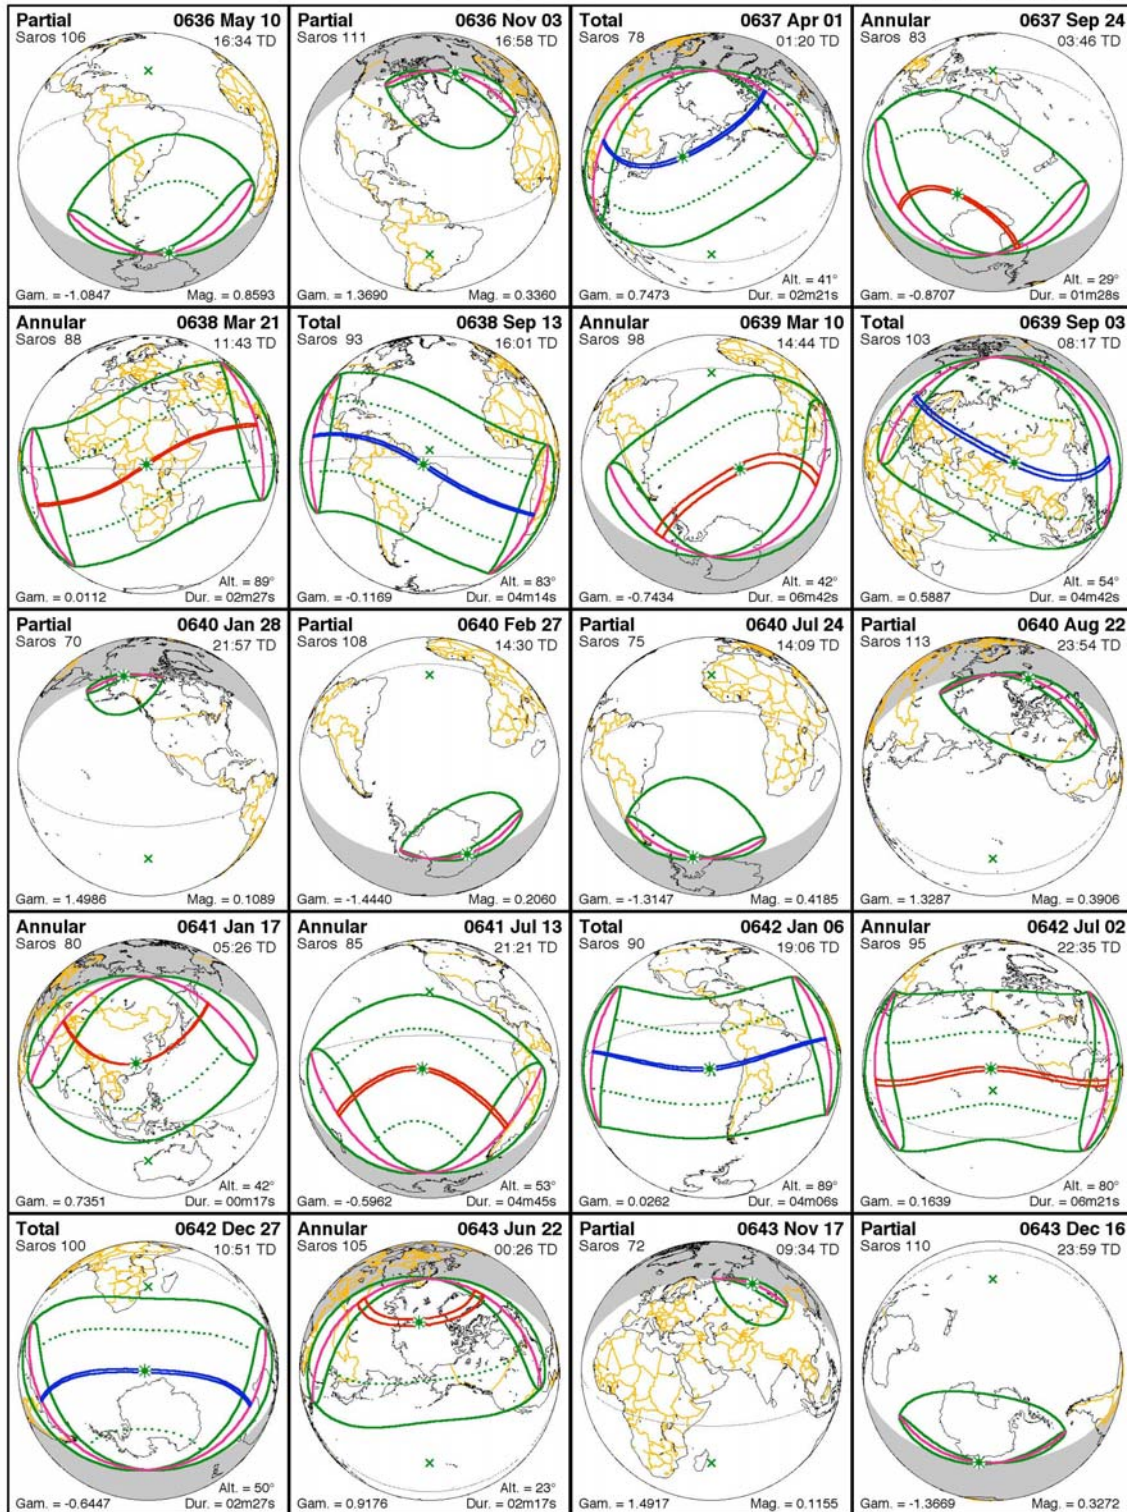 Partial 0636 May 10
Saros 106 16:34 TD
Gam. = -1.0847 Mag. = 0.8593
Partial 0636 Nov 03
Saros 111 16:58 TD
Gam. = 1.3690 Mag. = 0.3360
Total 0637 Apr 01
Saros 78 01:20 TD
Alt. = 41°
Gam. = 0.7473 Dur. = 02m21s
Annular 0637 Sep 24
Saros 83 03:46 TD
Alt. = 29°
Gam. = -0.8707 Dur. = 01m28s
Annular 0638 Mar 21
Saros 88 11:43 TD
Alt. = 89°
Gam. = 0.0112 Dur. = 02m27s
Total 0638 Sep 13
Saros 93 16:01 TD
Alt. = 83°
Gam. = -0.1169 Dur. = 04m14s
Annular 0639 Mar 10
Saros 98 14:44 TD
Alt. = 42°
Gam. = -0.7434 Dur. = 06m42s
Total 0639 Sep 03
Saros 103 08:17 TD
Alt. = 54°
Gam. = 0.5887 Dur. = 04m42s
Partial 0640 Jan 28
Saros 70 21:57 TD
Gam. = 1.4986 Mag. = 0.1089
Partial 0640 Feb 27
Saros 108 14:30 TD
Gam. = -1.4440 Mag. = 0.2060
Partial 0640 Jul 24
Saros 75 14:09 TD
Gam. = -1.3147 Mag. = 0.4185
Partial 0640 Aug 22
Saros 113 23:54 TD
Gam. = 1.3287 Mag. = 0.3906
Annular 0641 Jan 17
Saros 80 05:26 TD
Alt. = 42°
Gam. = 0.7351 Dur. = 00m17s
Annular 0641 Jul 13
Saros 85 21:21 TD
Alt. = 53°
Gam. = -0.5962 Dur. = 04m45s
Total 0642 Jan 06
Saros 90 19:06 TD
Alt. = 89°
Gam. = 0.0262 Dur. = 04m06s
Annular 0642 Jul 02
Saros 95 22:35 TD
Alt. = 80°
Gam. = 0.1639 Dur. = 06m21s
Total 0642 Dec 27
Saros 100 10:51 TD
Alt. = 50°
Gam. = -0.6447 Dur. = 02m27s
Annular 0643 Jun 22
Saros 105 00:26 TD
Alt. = 23°
Gam. = 0.9176 Dur. = 02m17s
Partial 0643 Nov 17
Saros 72 09:34 TD
Gam. = 1.4917 Mag. = 0.1155
Partial 0643 Dec 16
Saros 110 23:59 TD
Gam. = -1.3669 Mag. = 0.3272